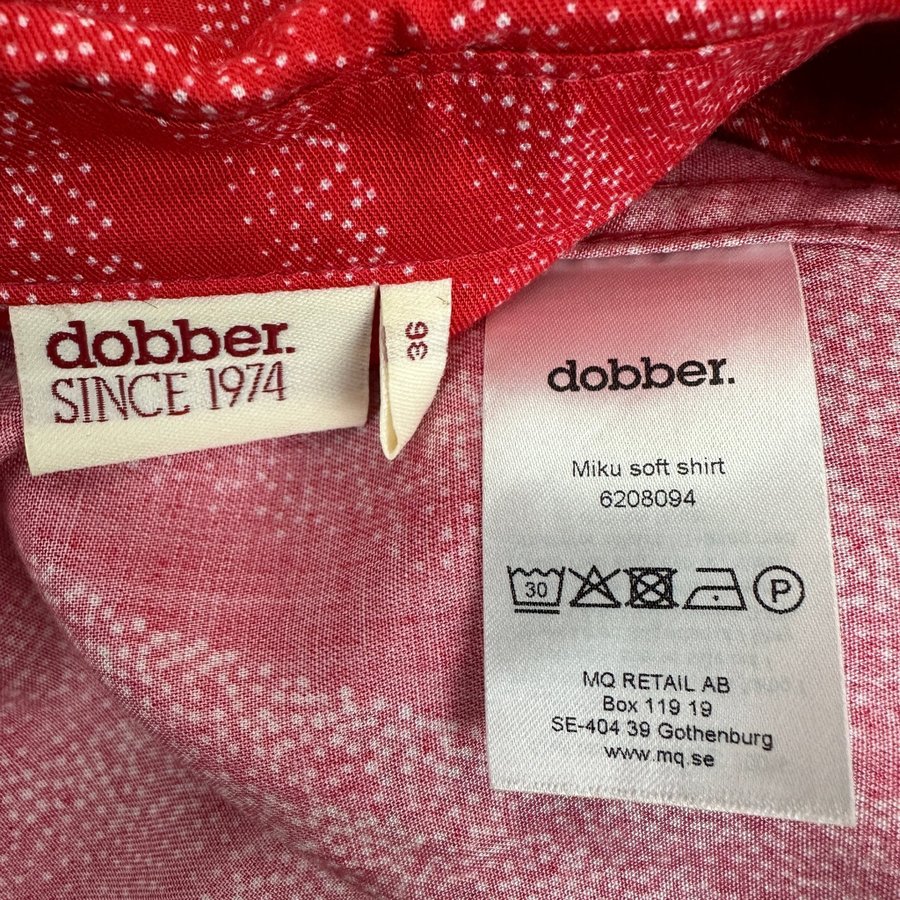 dobber.
SINCE 1974
36
dobber.
Miku soft shirt
6208094
30
P
MQ RETAIL AB
Box 119 19
SE-404 39 Gothenburg
www.mq.se